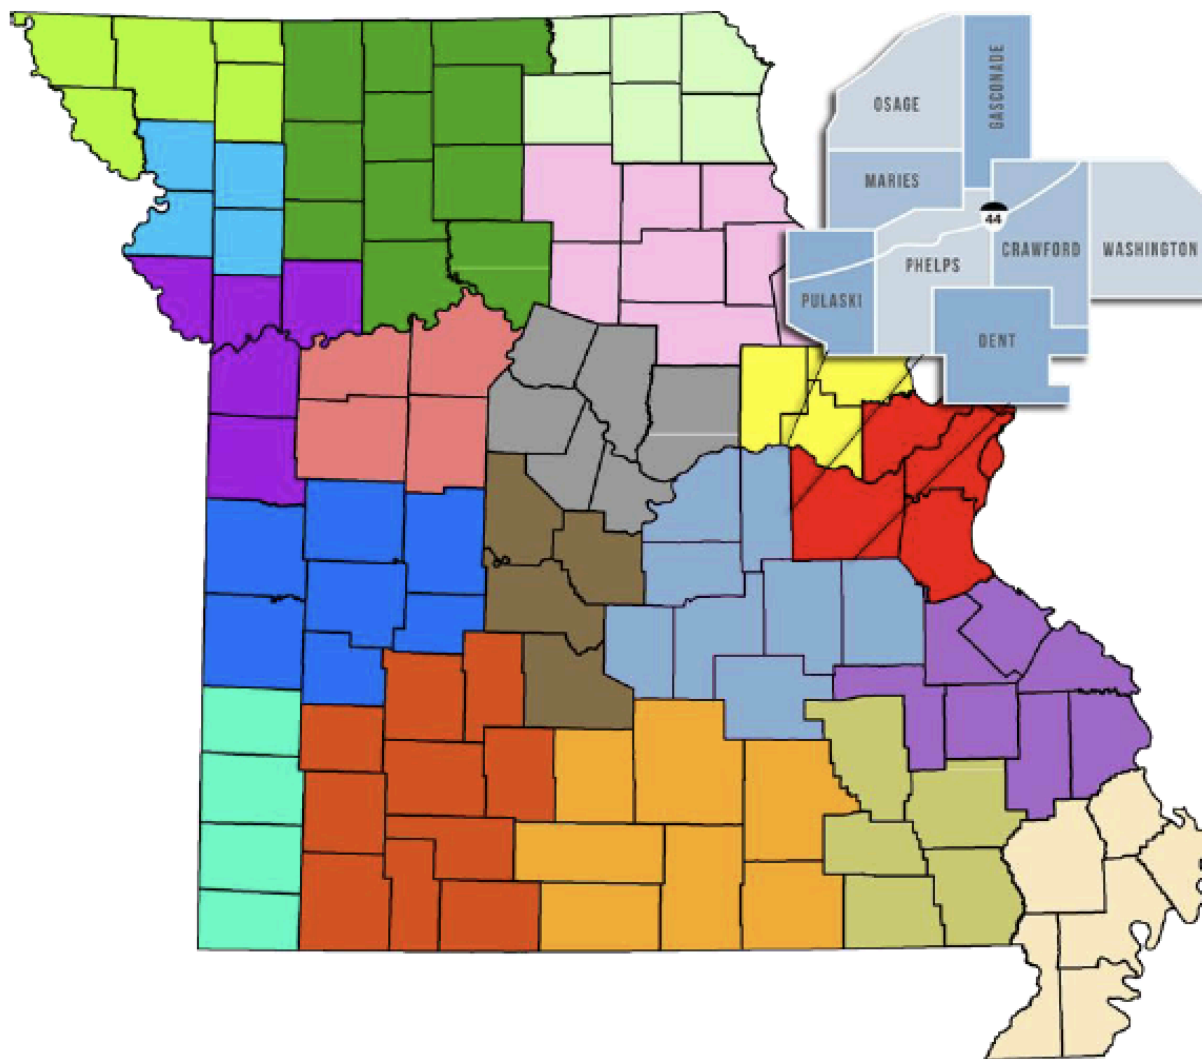 OSAGE
GASCONADE
MARIES
44
PHELPS
CRAWFORD
WASHINGTON
PULASKI
DENT